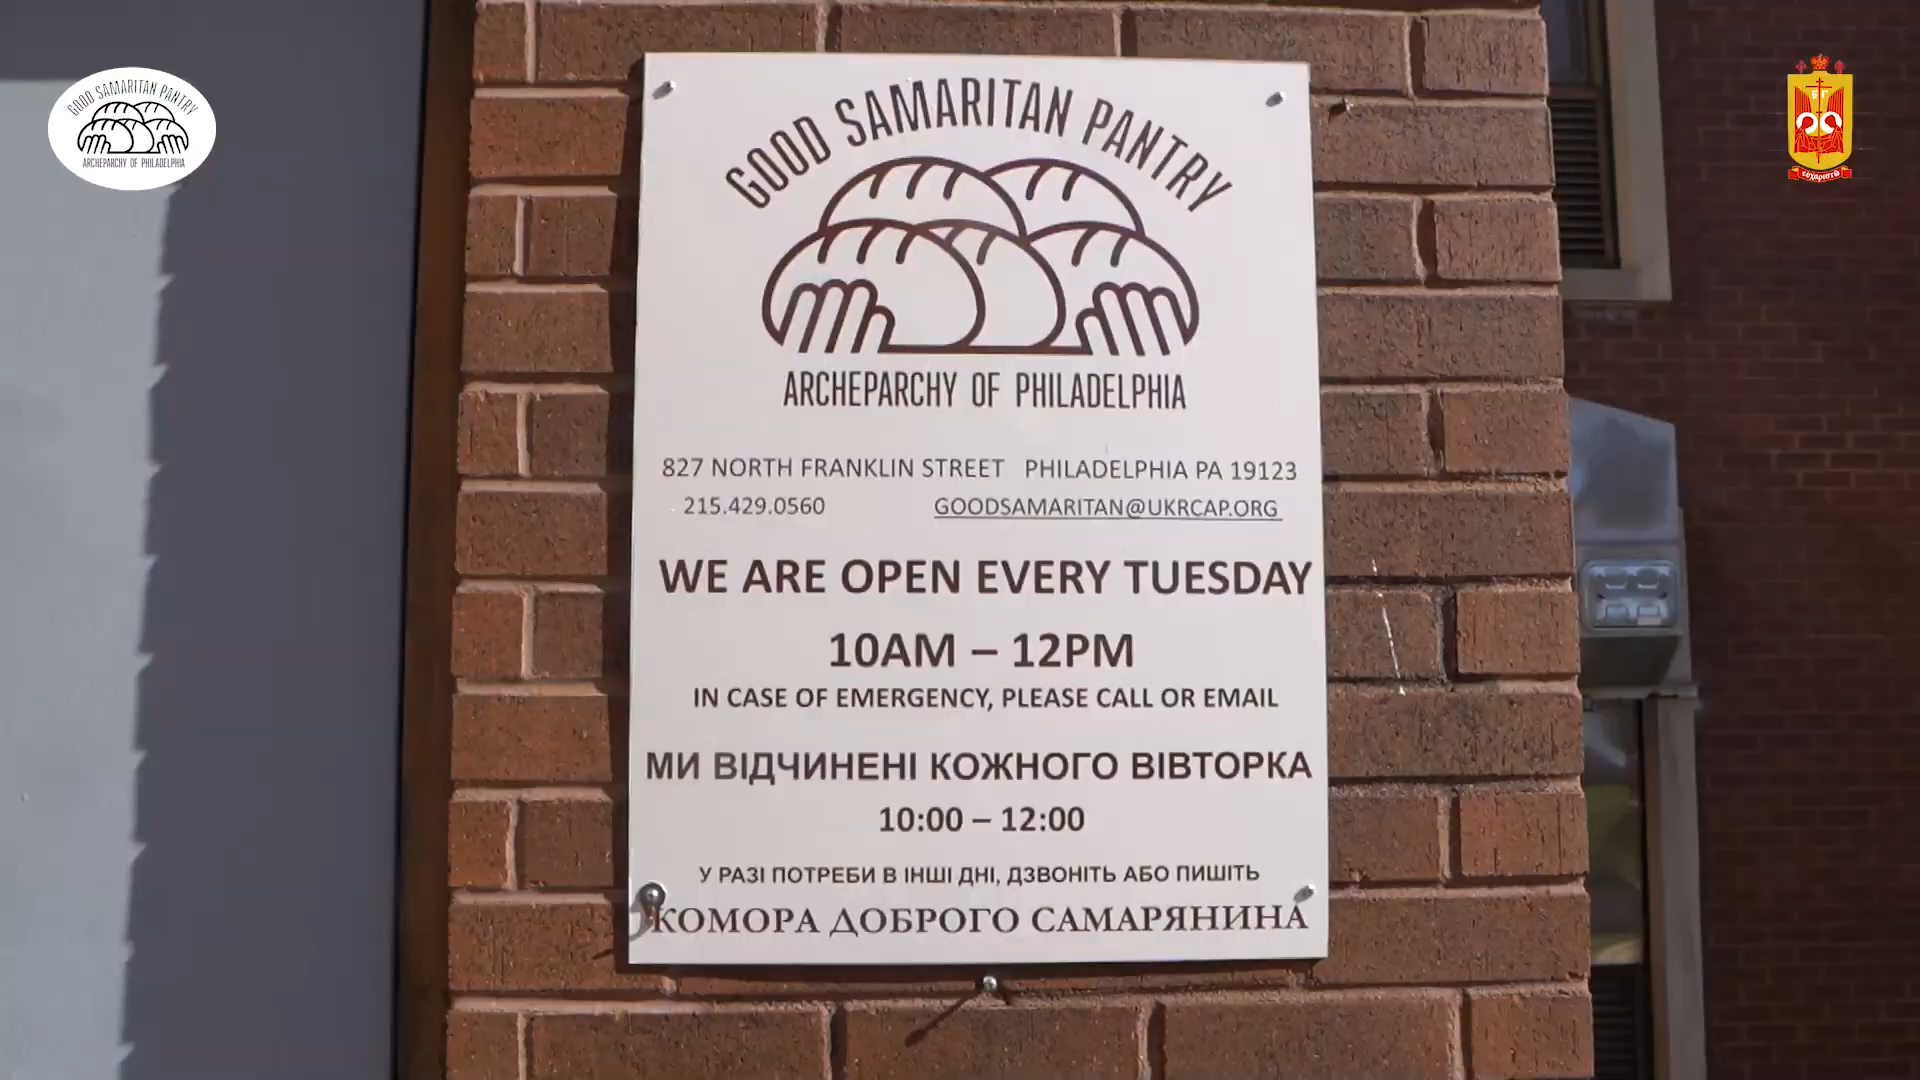 GOOD SAMARITAN PANTRY
ARCHEPARCHY OF PHILADELPHIA
GOOD SAMARITAN PANTRY
ARCHEPARCHY OF PHILADELPHIA
827 NORTH FRANKLIN STREET PHILADELPHIA PA 19123
215.429.0560 GOODSAMARITAN@UKRCAP.ORG
WE ARE OPEN EVERY TUESDAY
10AM – 12PM
IN CASE OF EMERGENCY, PLEASE CALL OR EMAIL
МИ ВІДЧИНЕНІ КОЖНОГО ВІВТОРКА
10:00 – 12:00
У РАЗІ ПОТРЕБИ В ІНШІ ДНІ, ДЗВОНІТЬ АБО ПИШІТЬ
КОМОРА ДОБРОГО САМАРЯНИНА